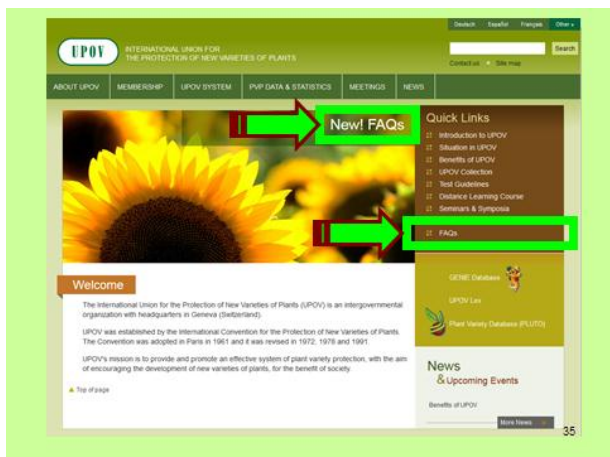 Deutsch Español Français Other »
UPOV
INTERNATIONAL UNION FOR
THE PROTECTION OF NEW VARIETIES OF PLANTS
Search
Contact us Site map
ABOUT UPOV MEMBERSHIP UPOV SYSTEM PVP DATA & STATISTICS MEETINGS NEWS
New! FAQs
Quick Links
Introduction to UPOV
Situation in UPOV
Benefits of UPOV
UPOV Collection
Test Guidelines
Distance Learning Course
Seminars & Symposia
FAQs
GENIE Database
UPOV Lex
Plant Variety Database (PLUTO)
Welcome
The International Union for the Protection of New Varieties of Plants (UPOV) is an intergovernmental
organization with headquarters in Geneva (Switzerland).
UPOV was established by the International Convention for the Protection of New Varieties of Plants.
The Convention was adopted in Paris in 1961 and it was revised in 1972, 1978 and 1991.
UPOV's mission is to provide and promote an effective system of plant variety protection, with the aim
of encouraging the development of new varieties of plants, for the benefit of society.
Top of page
News
& Upcoming Events
Benefits of UPOV
More News
35